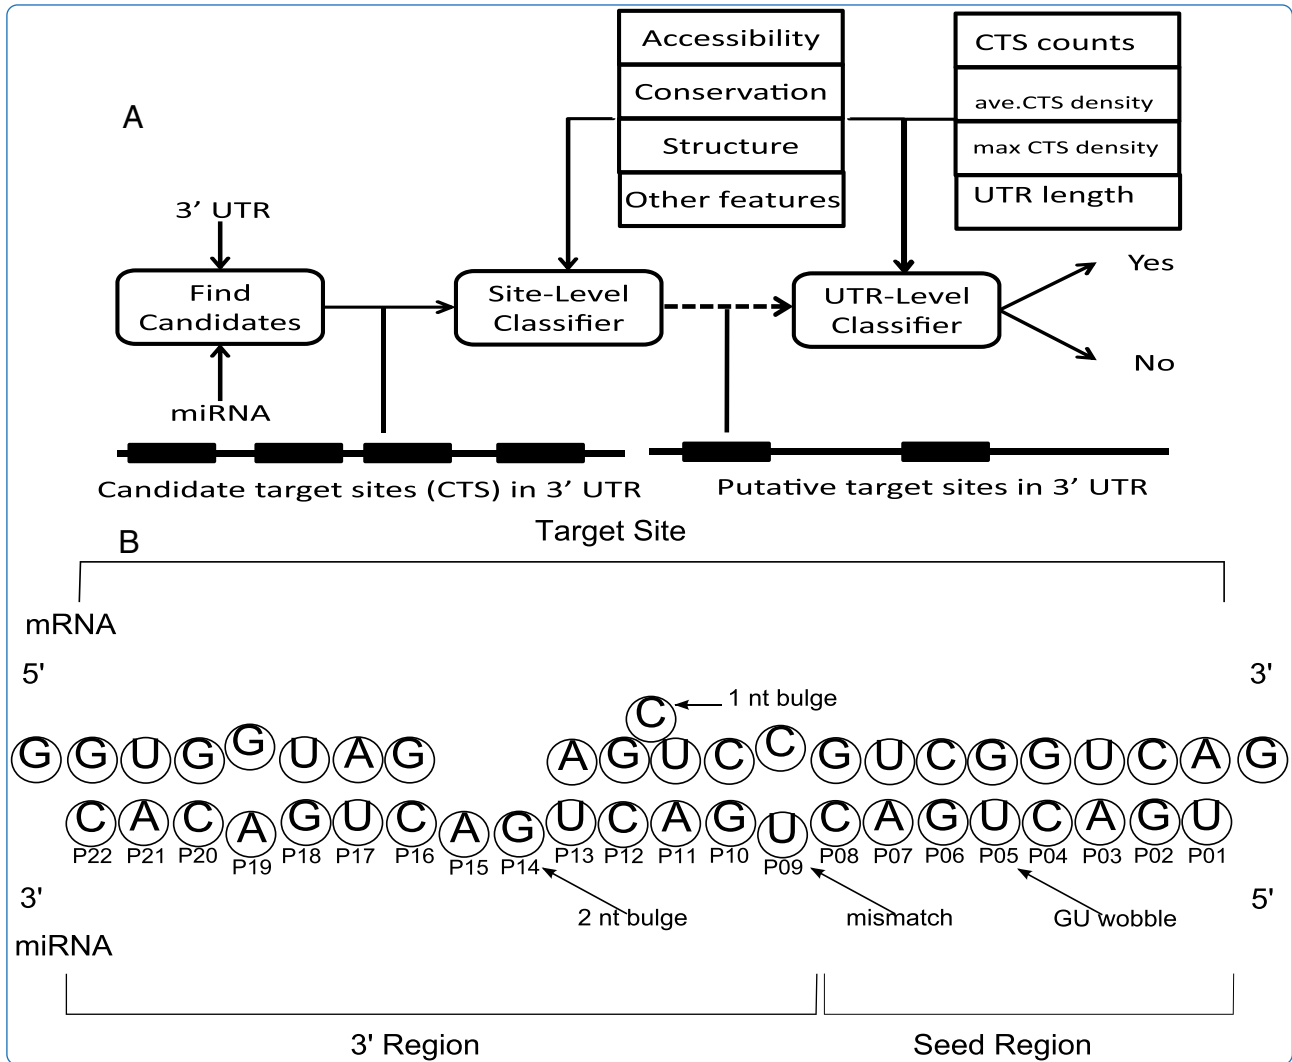 Accessibility
CTS counts
Conservation
ave.CTS density
A
Structure
max CTS density
Other features
UTR length
3’ UTR
Yes
Find
Candidates
Site-Level
Classifier
UTR-Level
Classifier
No
miRNA
Candidate target sites (CTS) in 3’ UTR
Putative target sites in 3’ UTR
Target Site
B
mRNA
5' 3'
1 nt bulge
C
G G U G G U A G A G U C C G U C G G U C A G
C A C A G U C A G U C A G U C A G U C A G U
P22 P21 P20 P19 P18 P17 P16 P15 P14 P13 P12 P11 P10 P09 P08 P07 P06 P05 P04 P03 P02 P01
3' 5'
2 nt bulge
mismatch
GU wobble
miRNA
3' Region
Seed Region